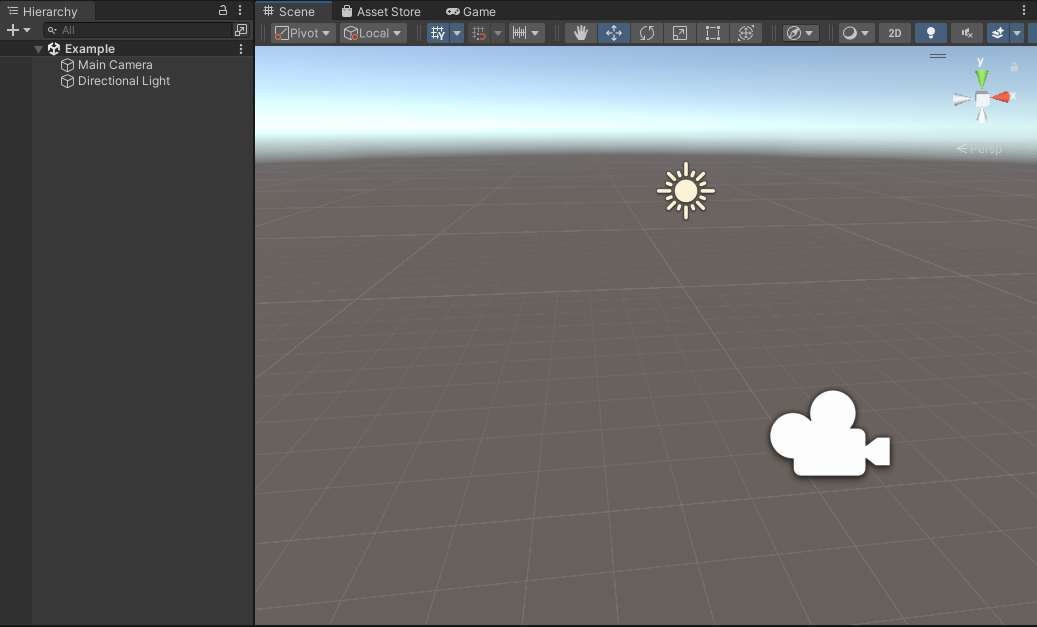 Hierarchy
All
Example
Main Camera
Directional Light
Scene Asset Store Game
Pivot Local 2D
y
x
Persp